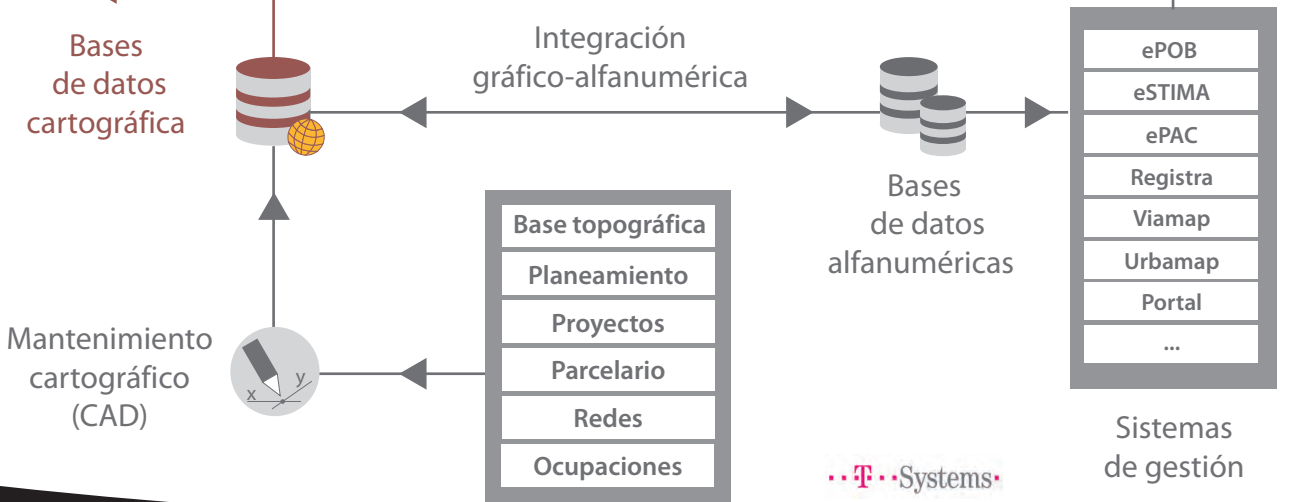 Bases
de datos
cartográfica
Integración
gráfico-alfanumérica
Bases
de datos
alfanuméricas
ePOB
eSTIMA
ePAC
Registra
Viamap
Urbamap
Portal
...
Sistemas
de gestión
Mantenimiento
cartográfico
(CAD)
x
y
Base topográfica
Planeamiento
Proyectos
Parcelario
Redes
Ocupaciones
··T··Systems·